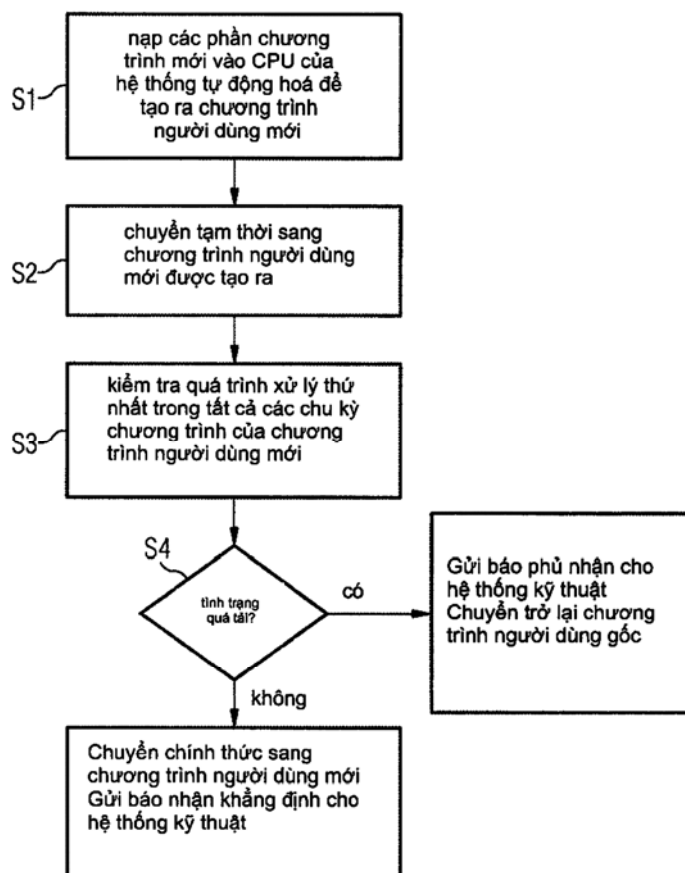 nạp các phần chương
trình mới vào CPU của
hệ thống tự động hoá để
tạo ra chương trình
người dùng mới
S1
chuyển tạm thời sang
chương trình người dùng
mới được tạo ra
S2
kiểm tra quá trình xử lý thứ
nhất trong tất cả các chu kỳ
chương trình của chương
trình người dùng mới
S3
S4
tình trạng
quá tải?
có
Gửi báo phủ nhận cho
hệ thống kỹ thuật
Chuyển trở lại chương
trình người dùng gốc
không
Chuyển chính thức sang
chương trình người dùng mới
Gửi báo nhận khẳng định cho
hệ thống kỹ thuật